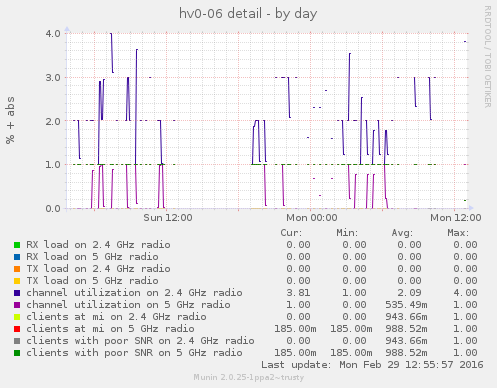 hv0-06 detail - by day
RRDTOOL / TOBI OETIKER
% + abs
4.0
3.0
2.0
1.0
0.0
Sun 12:00 Mon 00:00 Mon 12:00
Cur: Min: Avg: Max:
RX load on 2.4 GHz radio 0.00 0.00 0.00 0.00
RX load on 5 GHz radio 0.00 0.00 0.00 0.00
TX load on 2.4 GHz radio 0.00 0.00 0.00 0.00
TX load on 5 GHz radio 0.00 0.00 0.00 0.00
channel utilization on 2.4 GHz radio 3.81 1.00 2.09 4.00
channel utilization on 5 GHz radio 1.00 0.00 535.49m 1.00
clients at mi on 2.4 GHz radio 0.00 0.00 943.66m 1.00
clients at mi on 5 GHz radio 185.00m 185.00m 988.52m 1.00
clients with poor SNR on 2.4 GHz radio 0.00 0.00 943.66m 1.00
clients with poor SNR on 5 GHz radio 185.00m 185.00m 988.52m 1.00
Last update: Mon Feb 29 12:55:57 2016
Munin 2.0.25-1ppa2~trusty